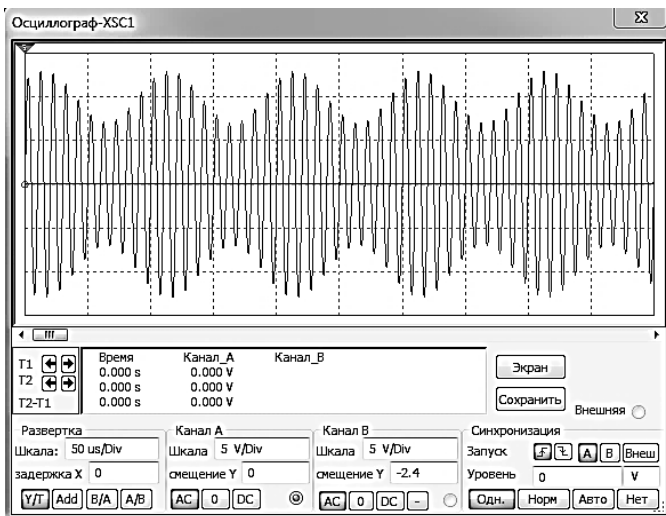 Осциллограф-XSC1
Время Канал_A Канал_B
T1 0.000 s 0.000 V
T2 0.000 s 0.000 V
T2-T1 0.000 s 0.000 V
Экран
Сохранить
Внешняя
Развертка
Шкала: 50 us/Div
задержка X 0
Y/T Add B/A A/B
Канал A
Шкала 5 V/Div
смещение Y 0
AC 0 DC
Канал B
Шкала 5 V/Div
смещение Y -2.4
AC 0 DC -
Синхронизация
Запуск A B Внеш
Уровень 0 V
Одн. Норм Авто Нет